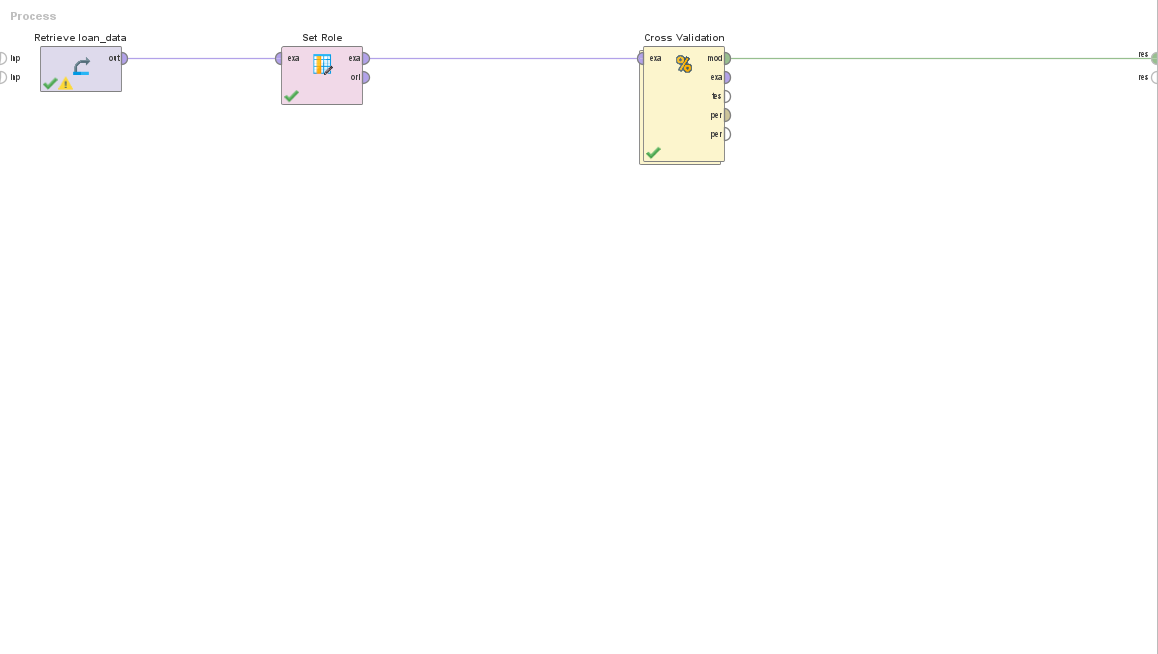 Process
Retrieve loan_data
Set Role
Cross Validation
inp
out
exa
exa
exa
mod
res
inp
ori
exa
res
tes
per
per